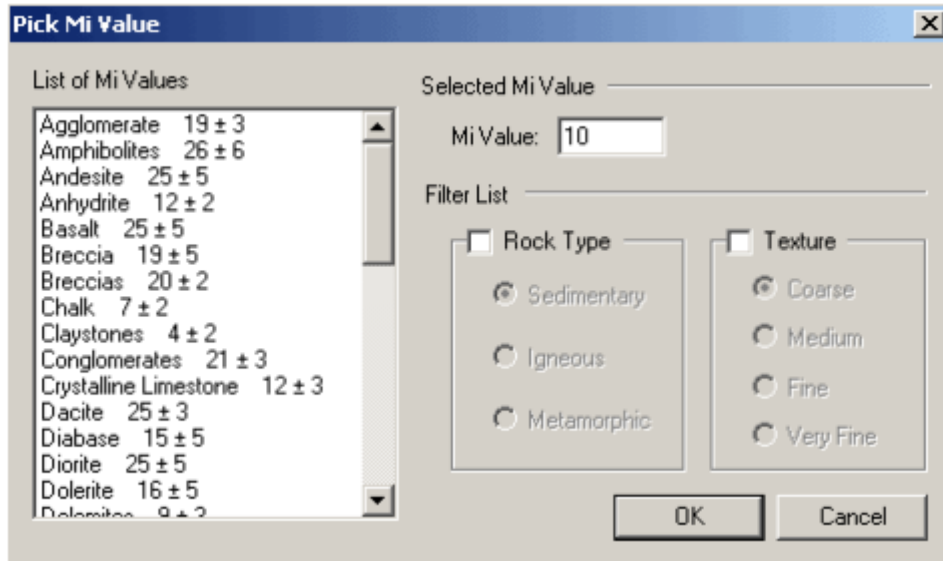 Pick Mi Value
List of Mi Values
Agglomerate 19 ± 3
Amphibolites 26 ± 6
Andesite 25 ± 5
Anhydrite 12 ± 2
Basalt 25 ± 5
Breccia 19 ± 5
Breccias 20 ± 2
Chalk 7 ± 2
Claystones 4 ± 2
Conglomerates 21 ± 3
Crystalline Limestone 12 ± 3
Dacite 25 ± 3
Diabase 15 ± 5
Diorite 25 ± 5
Dolerite 16 ± 5
Dolomites 9 ± 3
Selected Mi Value
Mi Value: 10
Filter List
Rock Type
Sedimentary
Igneous
Metamorphic
Texture
Coarse
Medium
Fine
Very Fine
OK
Cancel